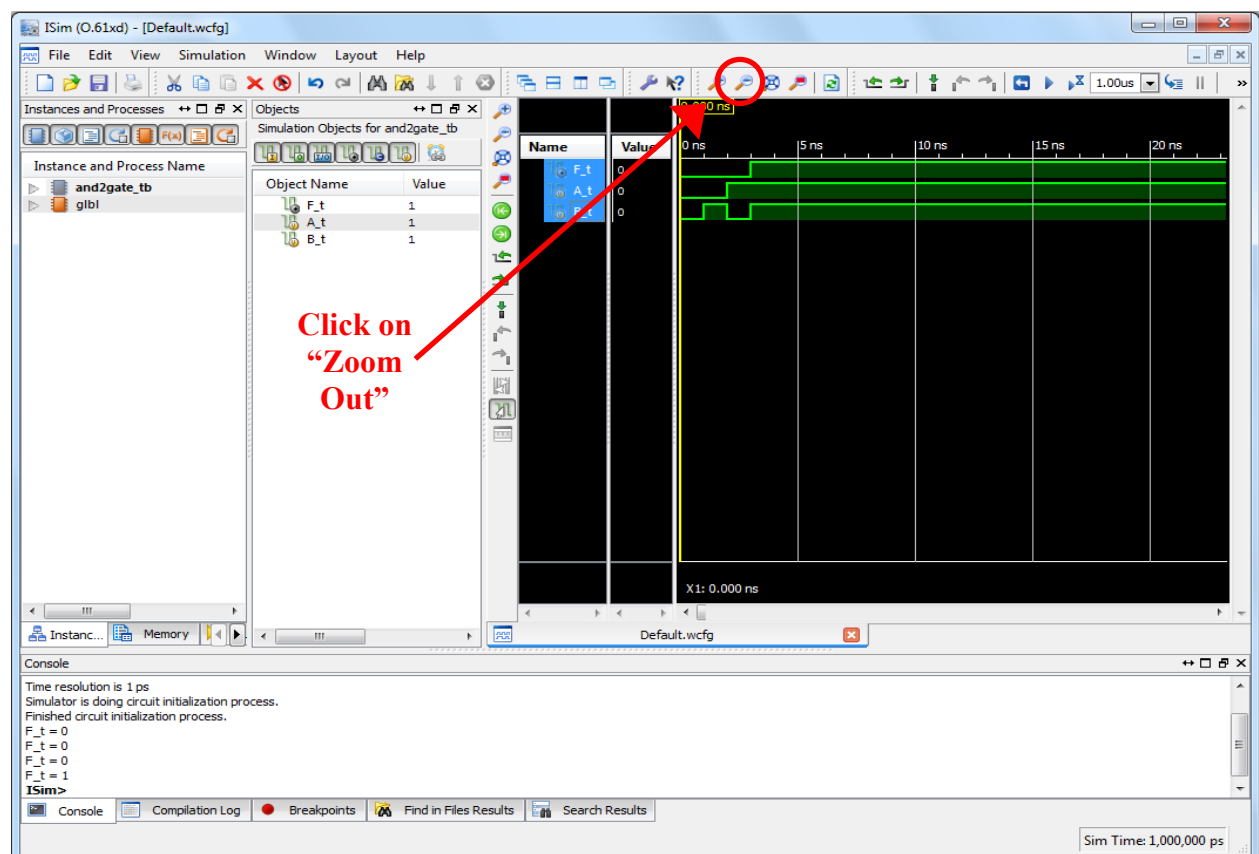 ISim (O.61xd) - [Default.wcfg]
File Edit View Simulation Window Layout Help
1.00us
Instances and Processes
Objects
Simulation Objects for and2gate_tb
F(x)
Instance and Process Name
and2gate_tb
glbl
Object Name Value
F_t 1
A_t 1
B_t 1
Name Value
0.000 ns
0 ns 5 ns 10 ns 15 ns 20 ns
F_t 0
A_t 0
B_t 0
Click on
“Zoom
Out”
X1: 0.000 ns
Instanc... Memory
Default.wcfg
Console
Time resolution is 1 ps
Simulator is doing circuit initialization process.
Finished circuit initialization process.
F_t = 0
F_t = 0
F_t = 0
F_t = 1
ISim>
Console Compilation Log Breakpoints Find in Files Results Search Results
Sim Time: 1,000,000 ps